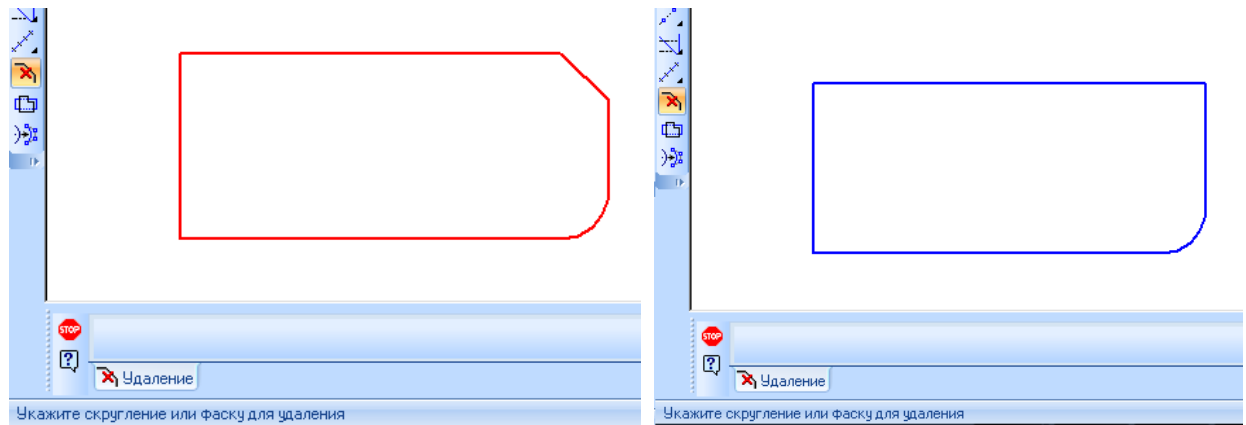 STOP
Удаление
Укажите скругление или фаску для удаления
STOP
Удаление
Укажите скругление или фаску для удаления